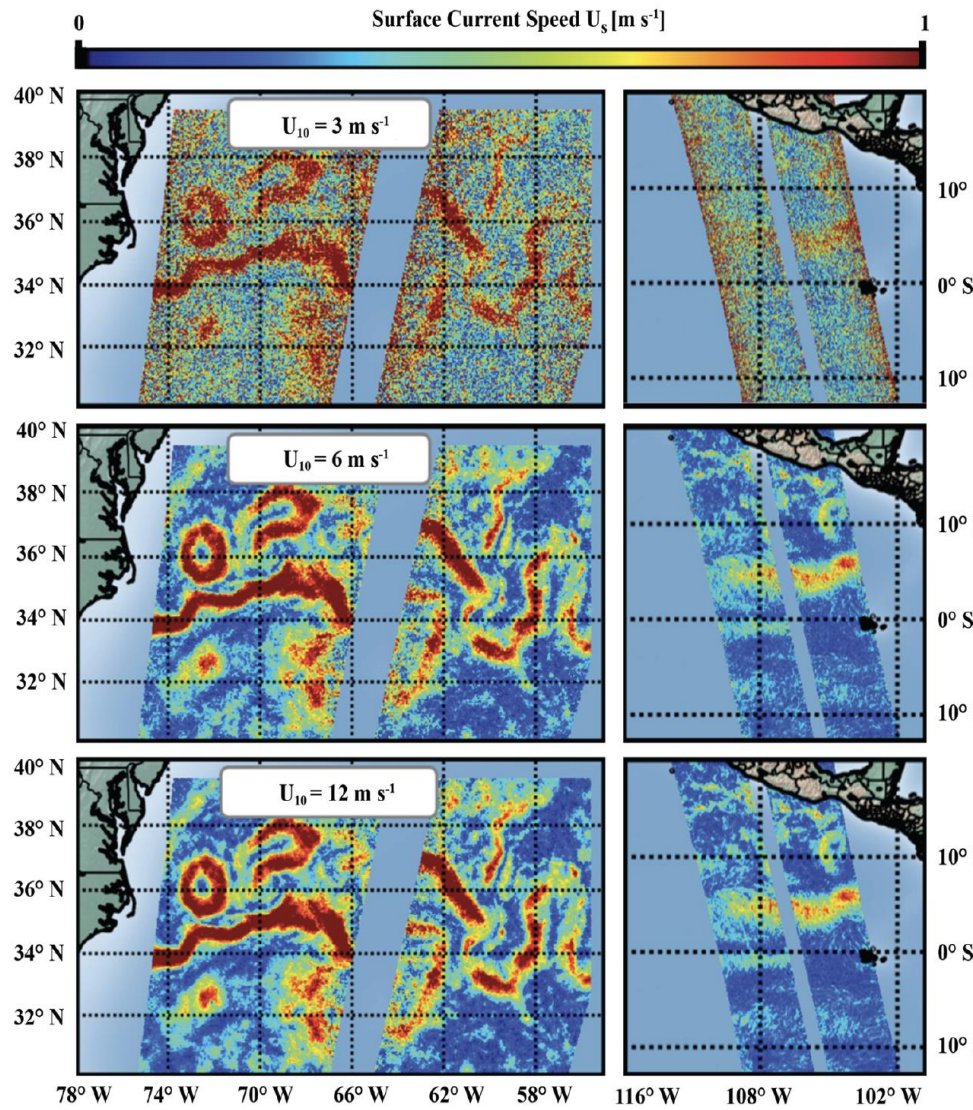 Surface Current Speed Us [m s-1]
0
1
U10 = 3 m s-1
40° N
38° N
36° N
34° N
32° N
10°
0° S
10°
U10 = 6 m s-1
40° N
38° N
36° N
34° N
32° N
10°
0° S
10°
U10 = 12 m s-1
40° N
38° N
36° N
34° N
32° N
10°
0° S
10°
78° W 74° W 70° W 66° W 62° W 58° W 116° W 108° W 102° W